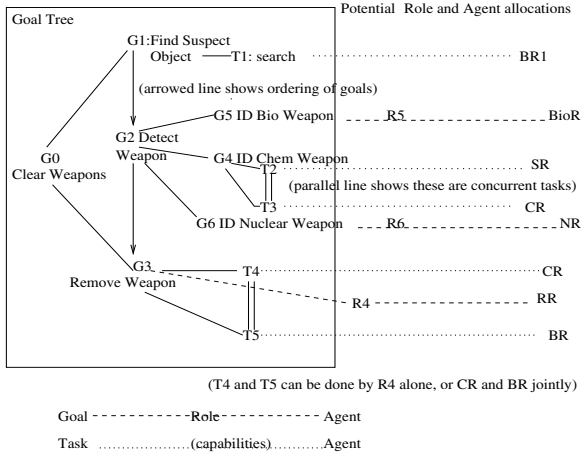 Potential Role and Agent allocations
Goal Tree
G1:Find Suspect
Object T1: search BR1
(arrowed line shows ordering of goals)
G5 ID Bio Weapon R5 BioR
G2 Detect
Weapon
G4 ID Chem Weapon
G0
Clear Weapons
T2 SR
(parallel line shows these are concurrent tasks)
T3 CR
G6 ID Nuclear Weapon R6 NR
G3
Remove Weapon
T4 CR
R4 RR
T5 BR
(T4 and T5 can be done by R4 alone, or CR and BR jointly)
Goal Role Agent
Task (capabilities) Agent